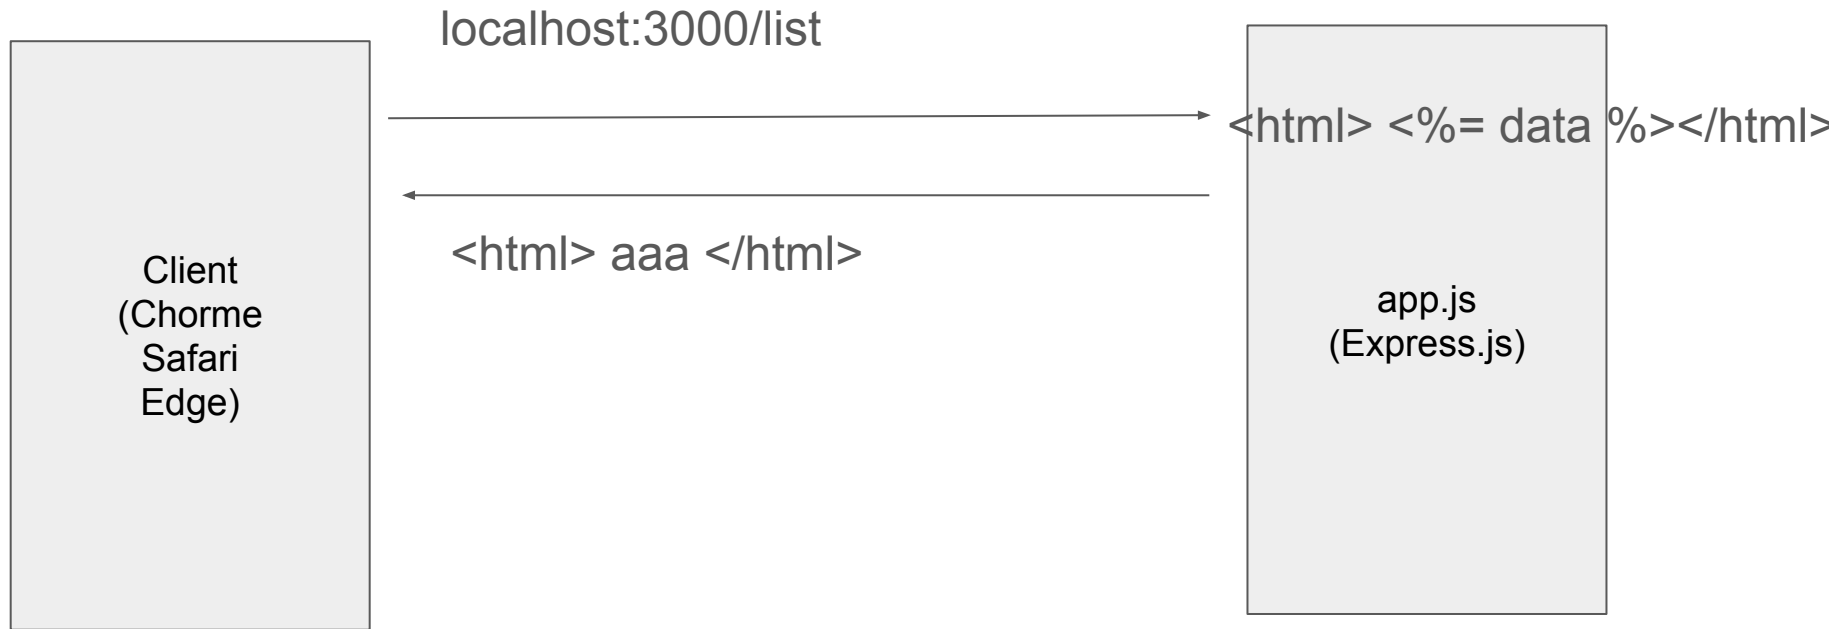 localhost:3000/list
<html> <%= data %></html>
<html> aaa </html>
Client
(Chorme
Safari
Edge)
app.js
(Express.js)